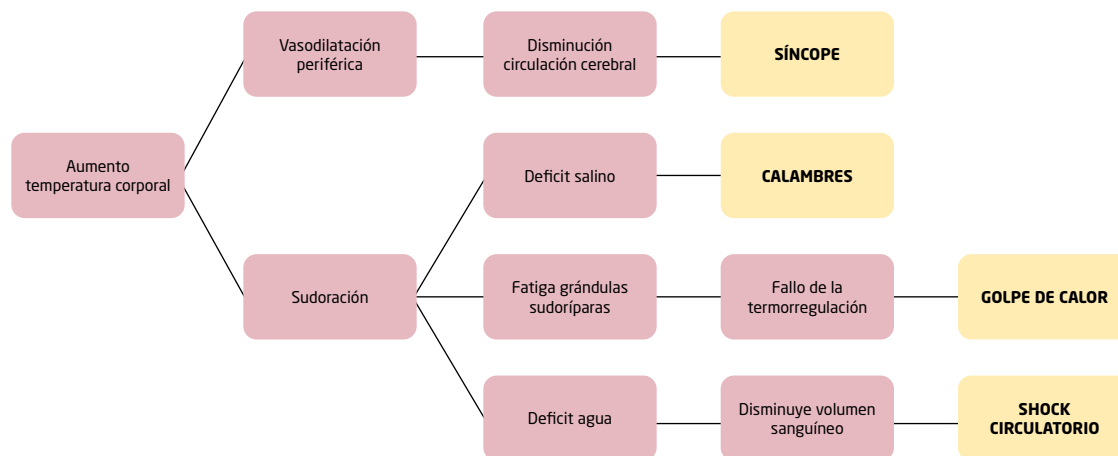 Vasodilatación
periférica
Disminución
circulación cerebral
SÍNCOPE
Aumento
temperatura corporal
Deficit salino
CALAMBRES
Sudoración
Fatiga grándulas
sudoríparas
Fallo de la
termorregulación
GOLPE DE CALOR
Deficit agua
Disminuye volumen
sanguíneo
SHOCK
CIRCULATORIO